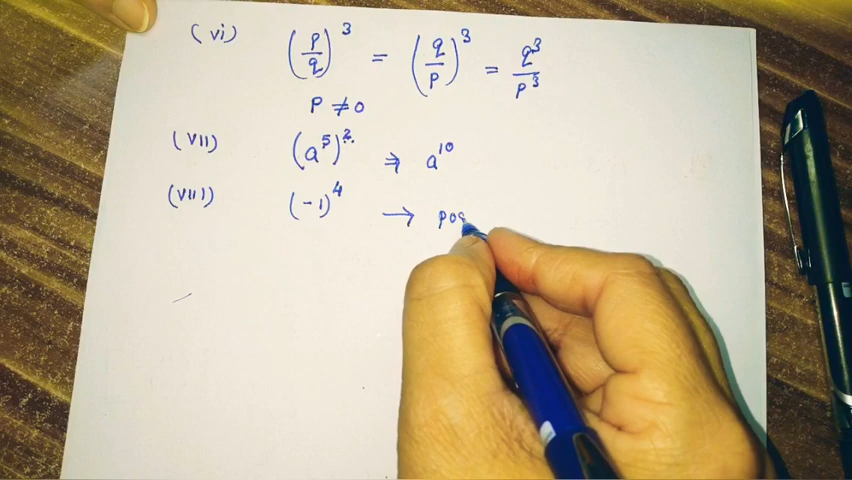 (vi) (p/q)^3 = (q/p)^3 = q^3/p^3
p ≠ 0
(VII) (a^5)^2. ⇒ a^10
(VIII) (-1)^4 → pos